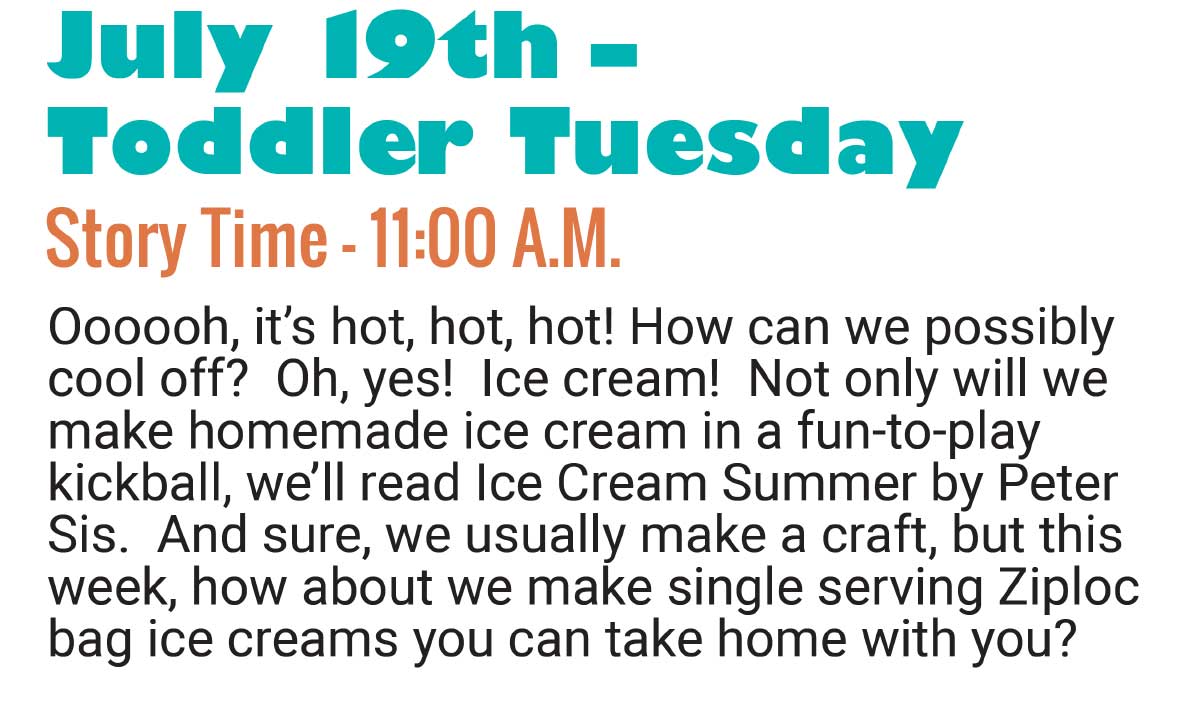 July 19th –
Toddler Tuesday
Story Time - 11:00 A.M.
Oooooh, it’s hot, hot, hot! How can we possibly
cool off?  Oh, yes!  Ice cream!  Not only will we
make homemade ice cream in a fun-to-play
kickball, we’ll read Ice Cream Summer by Peter
Sis.  And sure, we usually make a craft, but this
week, how about we make single serving Ziploc
bag ice creams you can take home with you?